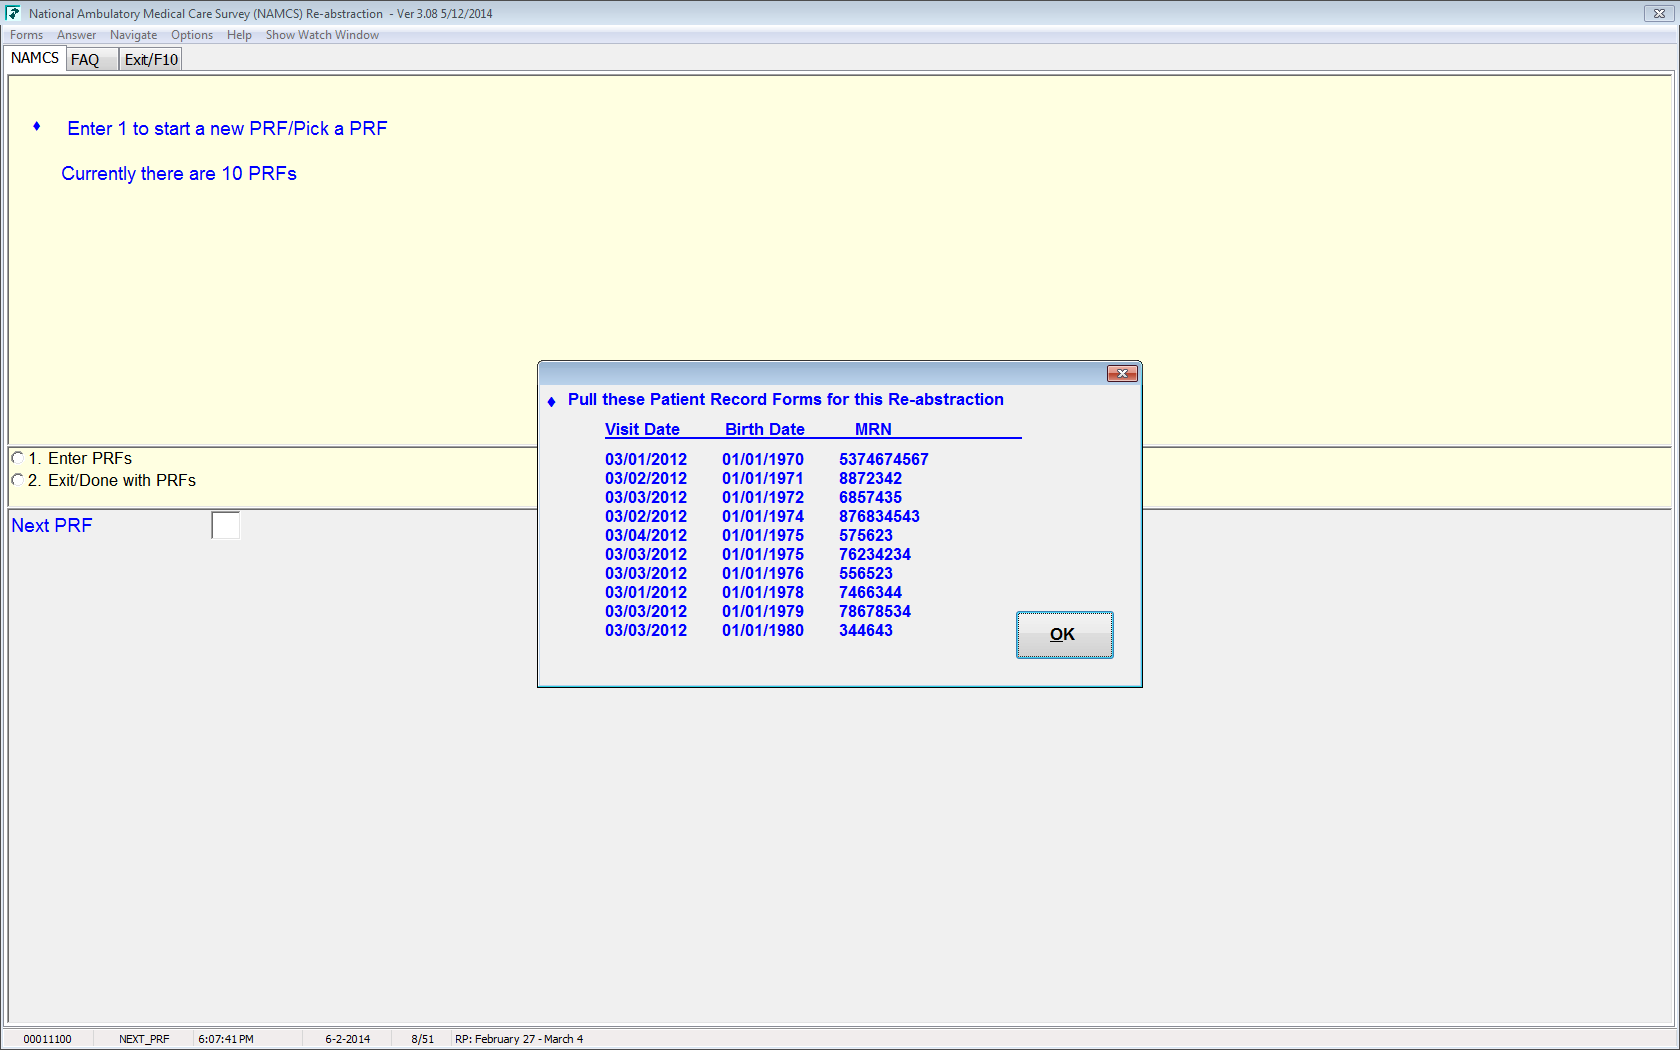 National Ambulatory Medical Care Survey (NAMCS) Re-abstraction - Ver 3.08 5/12/2014
Forms Answer Navigate Options Help Show Watch Window
NAMCS FAQ Exit/F10
♦ Enter 1 to start a new PRF/Pick a PRF
Currently there are 10 PRFs
1. Enter PRFs
2. Exit/Done with PRFs
Next PRF
♦ Pull these Patient Record Forms for this Re-abstraction
Visit Date Birth Date MRN
03/01/2012 01/01/1970 5374674567
03/02/2012 01/01/1971 8872342
03/03/2012 01/01/1972 6857435
03/02/2012 01/01/1974 876834543
03/04/2012 01/01/1975 575623
03/03/2012 01/01/1975 76234234
03/03/2012 01/01/1976 556523
03/01/2012 01/01/1978 7466344
03/03/2012 01/01/1979 78678534
03/03/2012 01/01/1980 344643
OK
00011100 NEXT_PRF 6:07:41 PM 6-2-2014 8/51 RP: February 27 - March 4